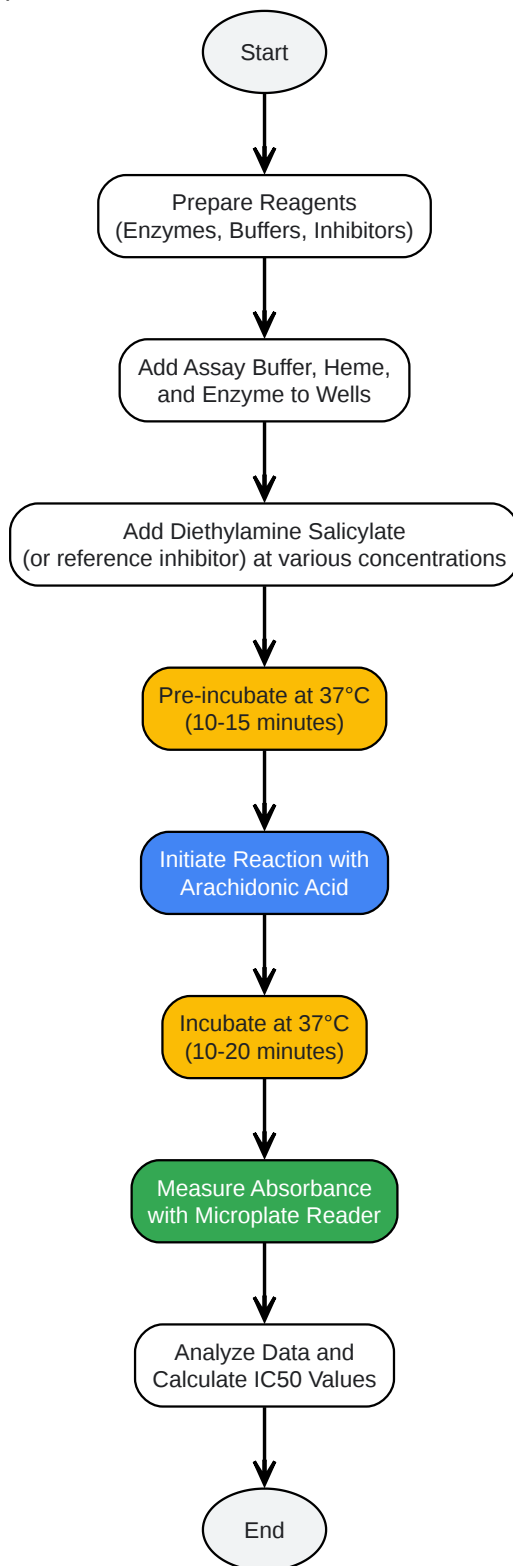 Start
Prepare Reagents
(Enzymes, Buffers, Inhibitors)
Add Assay Buffer, Heme,
and Enzyme to Wells
Add Diethylamine Salicylate
(or reference inhibitor) at various concentrations
Pre-incubate at 37°C
(10-15 minutes)
Initiate Reaction with
Arachidonic Acid
Incubate at 37°C
(10-20 minutes)
Measure Absorbance
with Microplate Reader
Analyze Data and
Calculate IC50 Values
End